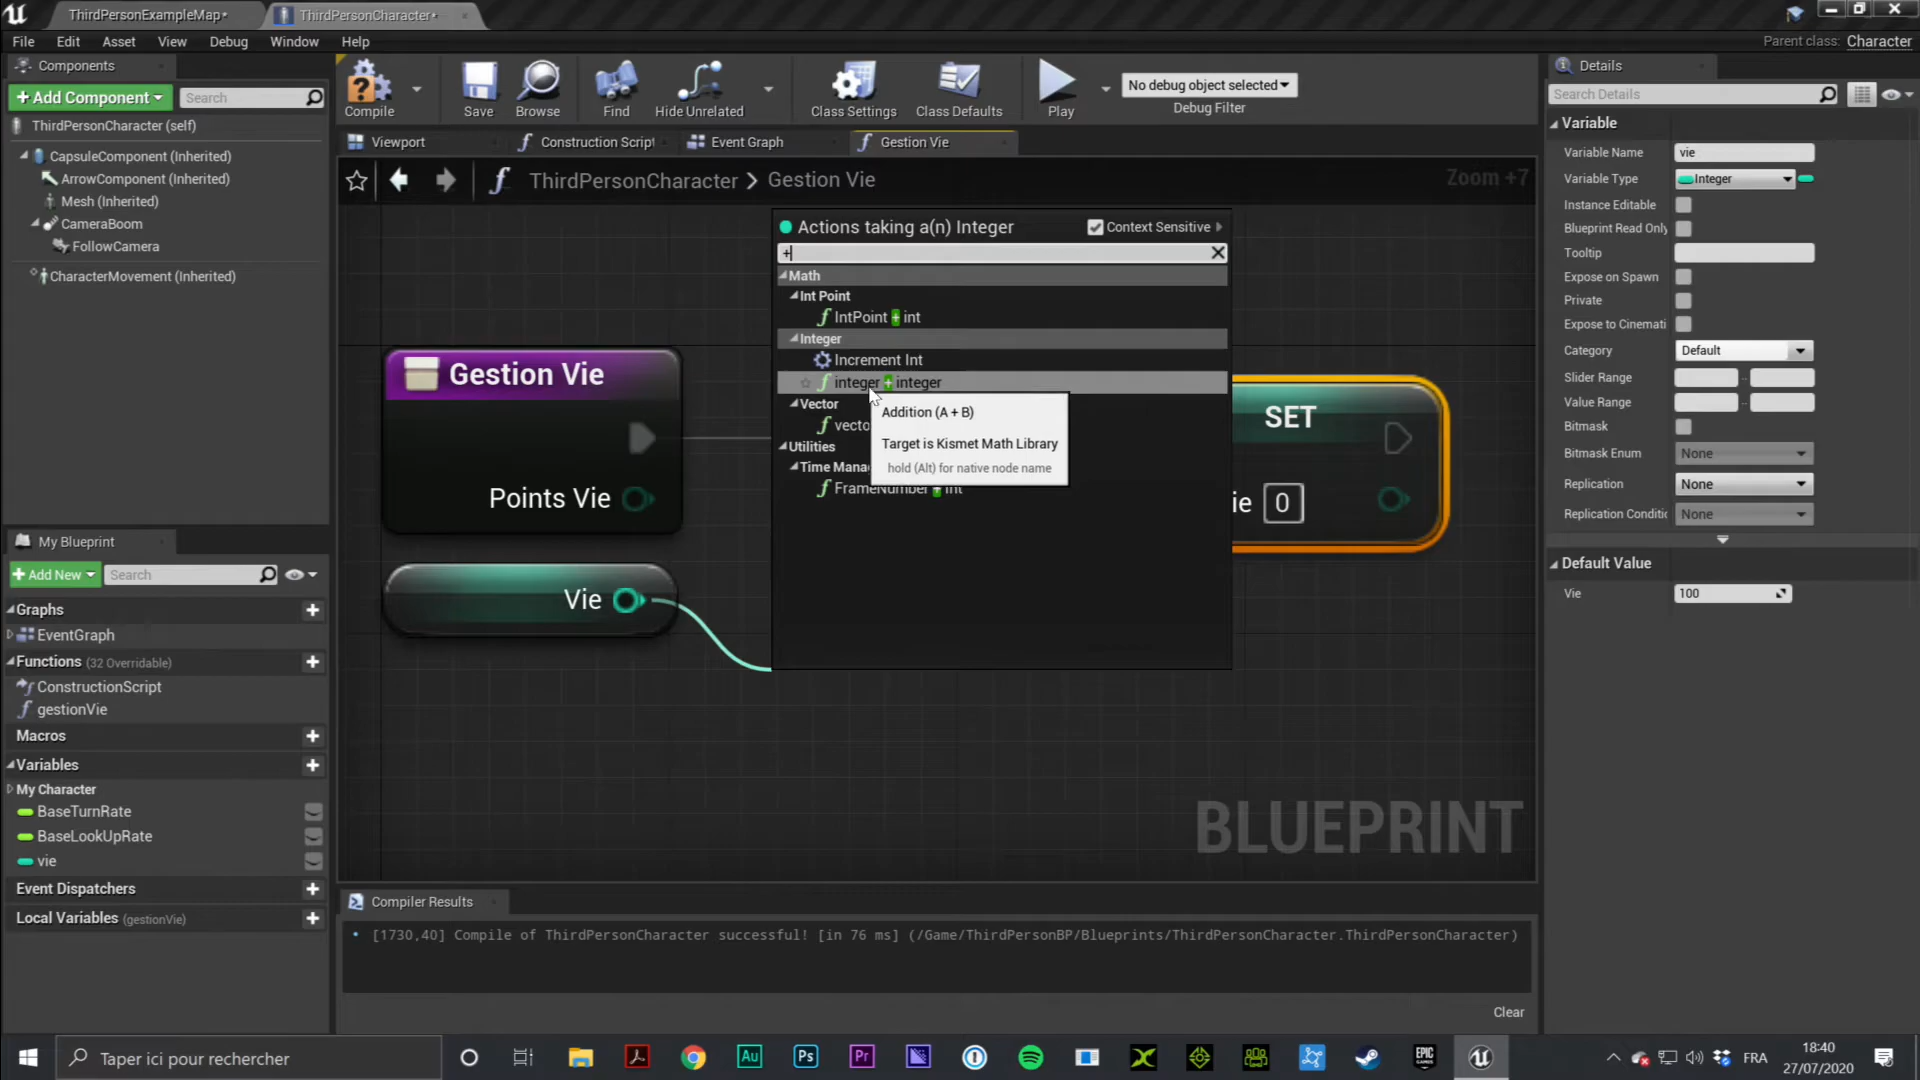 ThirdPersonExampleMap*
ThirdPersonCharacter*
File Edit Asset View Debug Window Help
Parent class: Character
Components
+Add Component
Search
ThirdPersonCharacter (self)
CapsuleComponent (Inherited)
ArrowComponent (Inherited)
Mesh (Inherited)
CameraBoom
FollowCamera
CharacterMovement (Inherited)
My Blueprint
+Add New
Search
Graphs
EventGraph
Functions (32 Overridable)
ConstructionScript
gestionVie
Macros
Variables
My Character
BaseTurnRate
BaseLookUpRate
vie
Event Dispatchers
Local Variables (gestionVie)
Compile
Save
Browse
Find
Hide Unrelated
Class Settings
Class Defaults
Play
No debug object selected
Debug Filter
Viewport
Construction Script
Event Graph
Gestion Vie
ThirdPersonCharacter > Gestion Vie
Zoom +7
Gestion Vie
Points Vie
Vie
Actions taking a(n) Integer
Context Sensitive
+
Math
Int Point
IntPoint + int
Integer
Increment Int
integer + integer
Vector
Utilities
FrameNumber + int
Addition (A + B)
Target is Kismet Math Library
hold (Alt) for native node name
SET
ie 0
BLUEPRINT
Compiler Results
• [1730,40] Compile of ThirdPersonCharacter successful! [in 76 ms] (/Game/ThirdPersonBP/Blueprints/ThirdPersonCharacter.ThirdPersonCharacter)
Clear
Details
Search Details
Variable
Variable Name vie
Variable Type Integer
Instance Editable
Blueprint Read Only
Tooltip
Expose on Spawn
Private
Expose to Cinemati
Category Default
Slider Range
Value Range
Bitmask
Bitmask Enum None
Replication None
Replication Conditic None
Default Value
Vie 100
Taper ici pour rechercher
Au
Ps
Pr
EPIC GAMES
FRA
18:40
27/07/2020